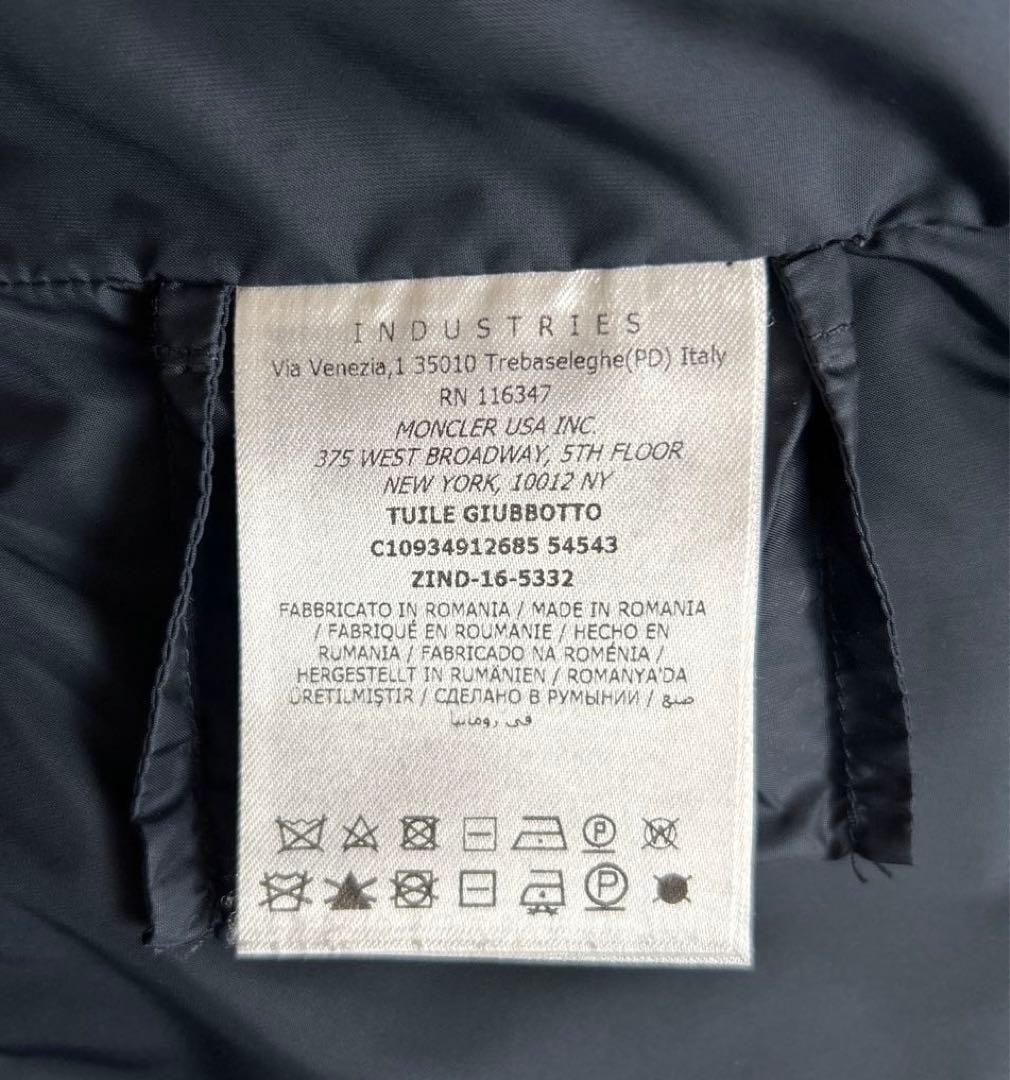 INDUSTRIES
Via Venezia,1 35010 Trebaseleghe(PD) Italy
RN 116347
MONCLER USA INC.
375 WEST BROADWAY, 5TH FLOOR
NEW YORK, 10012 NY
TUILE GIUBBOTTO
C10934912685 54543
ZIND-16-5332
FABBRICATO IN ROMANIA / MADE IN ROMANIA
/ FABRIQUÉ EN ROUMANIE / HECHO EN
RUMANIA / FABRICADO NA ROMÉNIA /
HERGESTELLT IN RUMÄNIEN / ROMANYA'DA
ÜRETILMIŞTIR / СДЕЛАНО В РУМЫНИИ / صنع
في رومانيا
P W
P